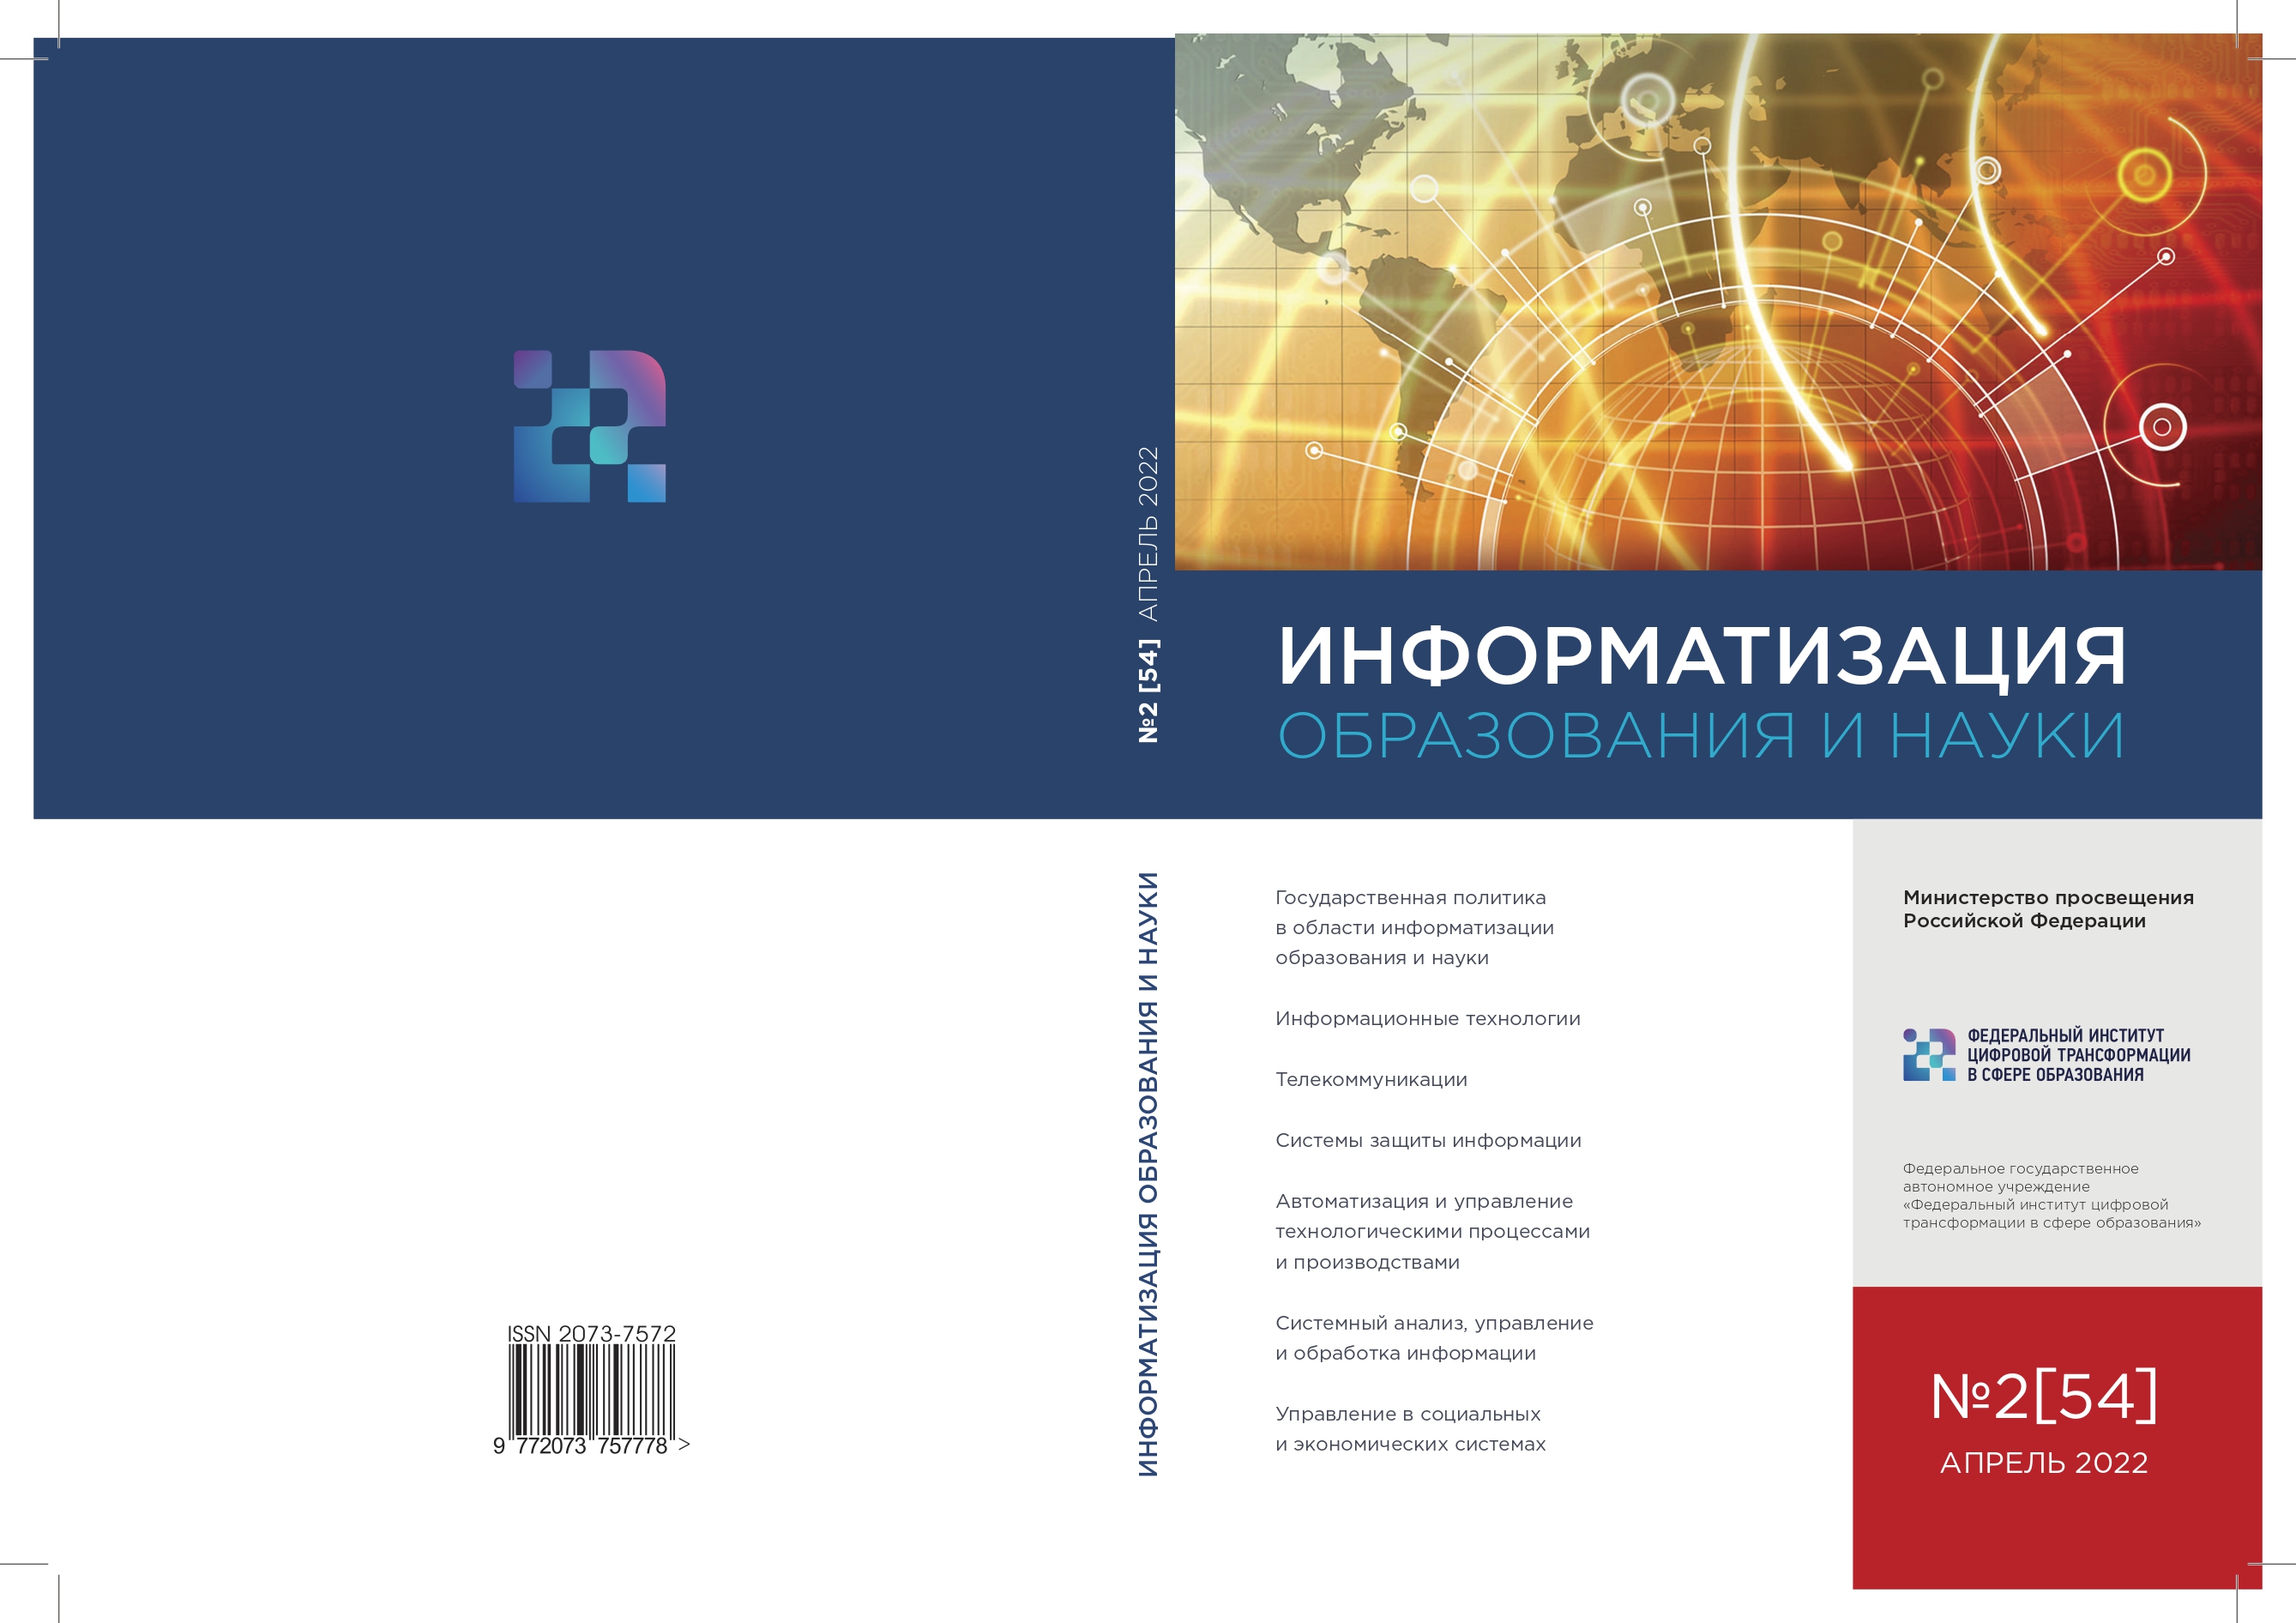 №2 [54] АПРЕЛЬ 2022
ИНФОРМАТИЗАЦИЯ ОБРАЗОВАНИЯ И НАУКИ
ISSN 2073-7572
9 772073 757778 >
ИНФОРМАТИЗАЦИЯ
ОБРАЗОВАНИЯ И НАУКИ
Государственная политика
в области информатизации
образования и науки
Информационные технологии
Телекоммуникации
Системы защиты информации
Автоматизация и управление
технологическими процессами
и производствами
Системный анализ, управление
и обработка информации
Управление в социальных
и экономических системах
Министерство просвещения
Российской Федерации
ФЕДЕРАЛЬНЫЙ ИНСТИТУТ
ЦИФРОВОЙ ТРАНСФОРМАЦИИ
В СФЕРЕ ОБРАЗОВАНИЯ
Федеральное государственное
автономное учреждение
«Федеральный институт цифровой
трансформации в сфере образования»
№2[54]
АПРЕЛЬ 2022